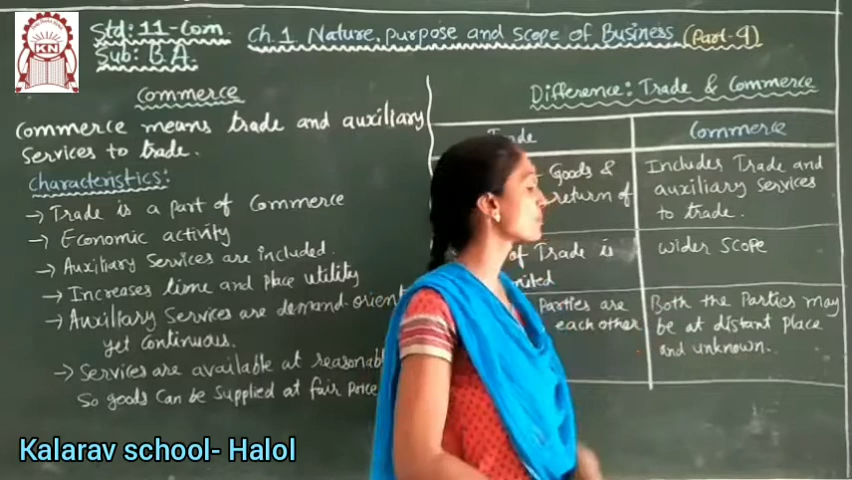 Std: 11-Com
Sub: B.A.
Ch.1 Nature, purpose and scope of Business (Part-9)
KN
Commerce
Commerce means trade and auxiliary
Services to trade.
Characteristics:
→ Trade is a part of Commerce
→ Economic activity
→ Auxiliary Services are included.
→ Increases time and place utility
→ Auxillary Services are demand-orient
yet continuous.
→ Services are available at reasonabl
So goods can be supplied at fair price
Difference: Trade & Commerce
Trade
Goods &
return of
of Trade is
mited
Parties are
each other
Commerce
Includes Trade and
auxiliary services
to trade.
wider scope
Both the Parties may
be at distant place
and unknown.
Kalarav school- Halol